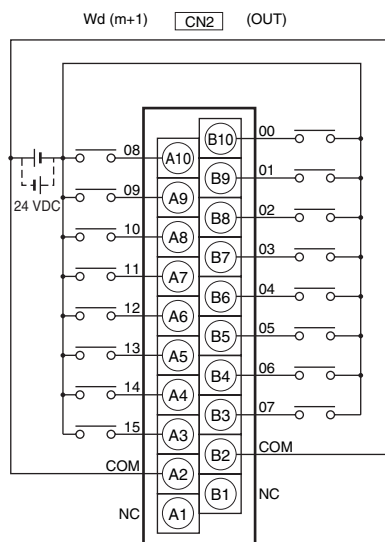 Wd (m+1) CN2 (OUT)
B10 00
08 A10
B9 01
09 A9
B8 02
24 VDC
10 A8
B7 03
11 A7
B6 04
12 A6
B5 05
13 A5
B4 06
14 A4
B3 07
15 A3
B2 COM
COM A2
B1 NC
NC A1